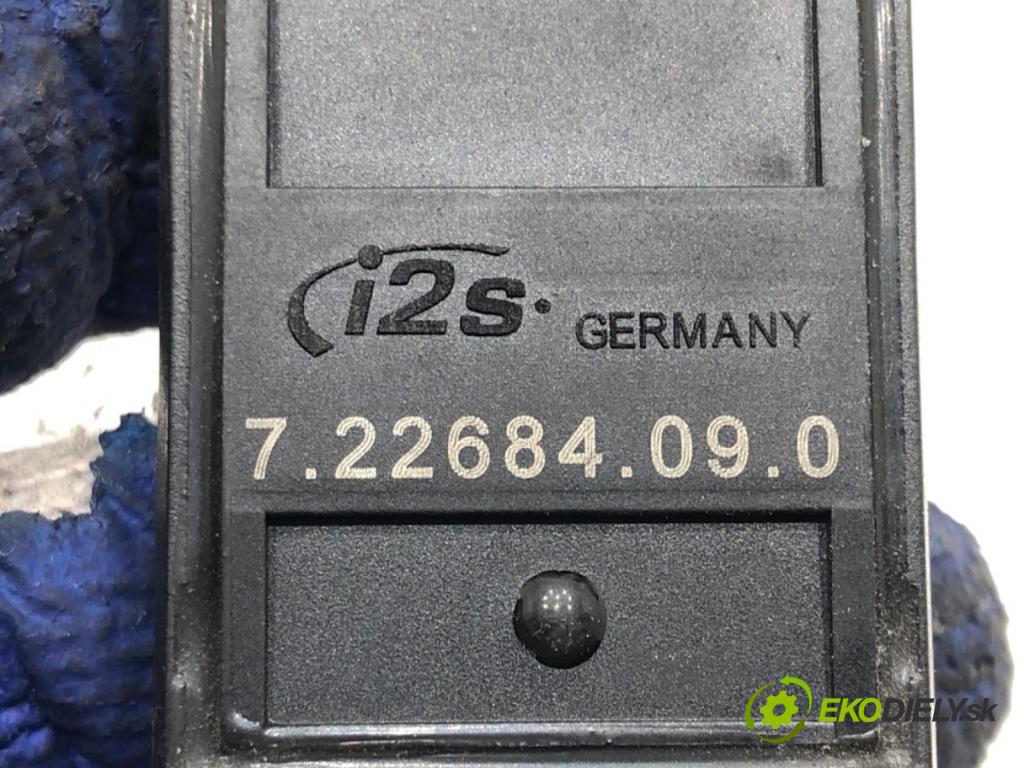 i2s.
GERMANY
7.22684.09.0
EKODIELY.sk